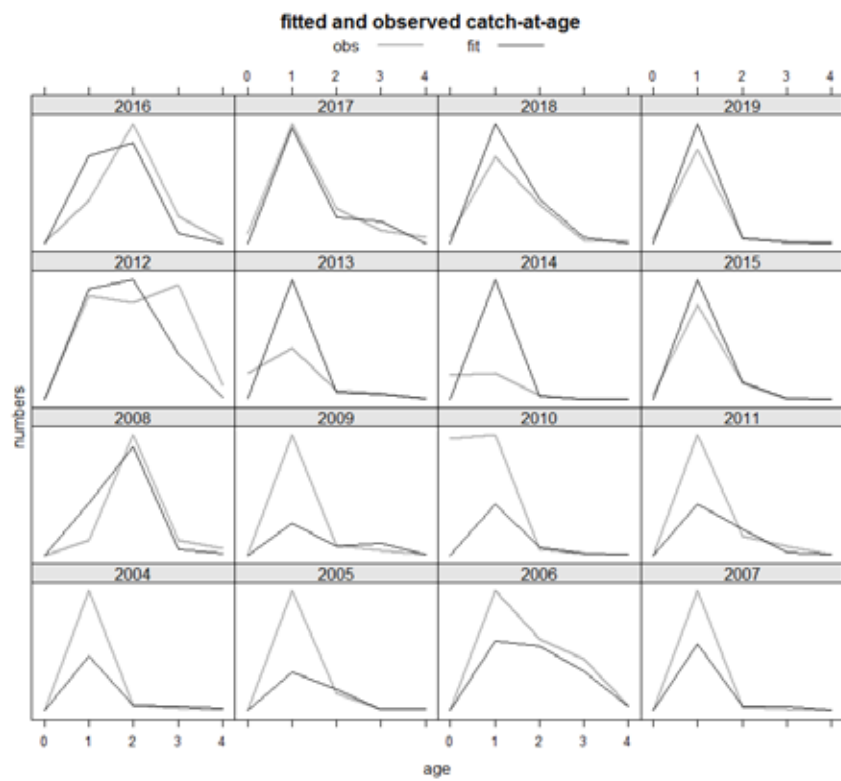 fitted and observed catch-at-age
obs fit
0 1 2 3 4 0 1 2 3 4
2016 2017 2018 2019
2012 2013 2014 2015
2008 2009 2010 2011
2004 2005 2006 2007
0 1 2 3 4 0 1 2 3 4
numbers
age